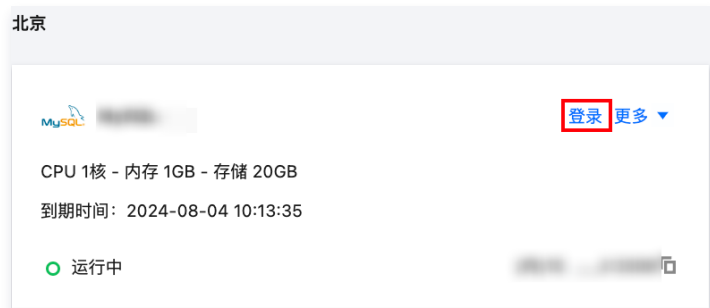 北京
MySQL
登录 更多
CPU 1核 - 内存 1GB - 存储 20GB
到期时间：2024-08-04 10:13:35
运行中